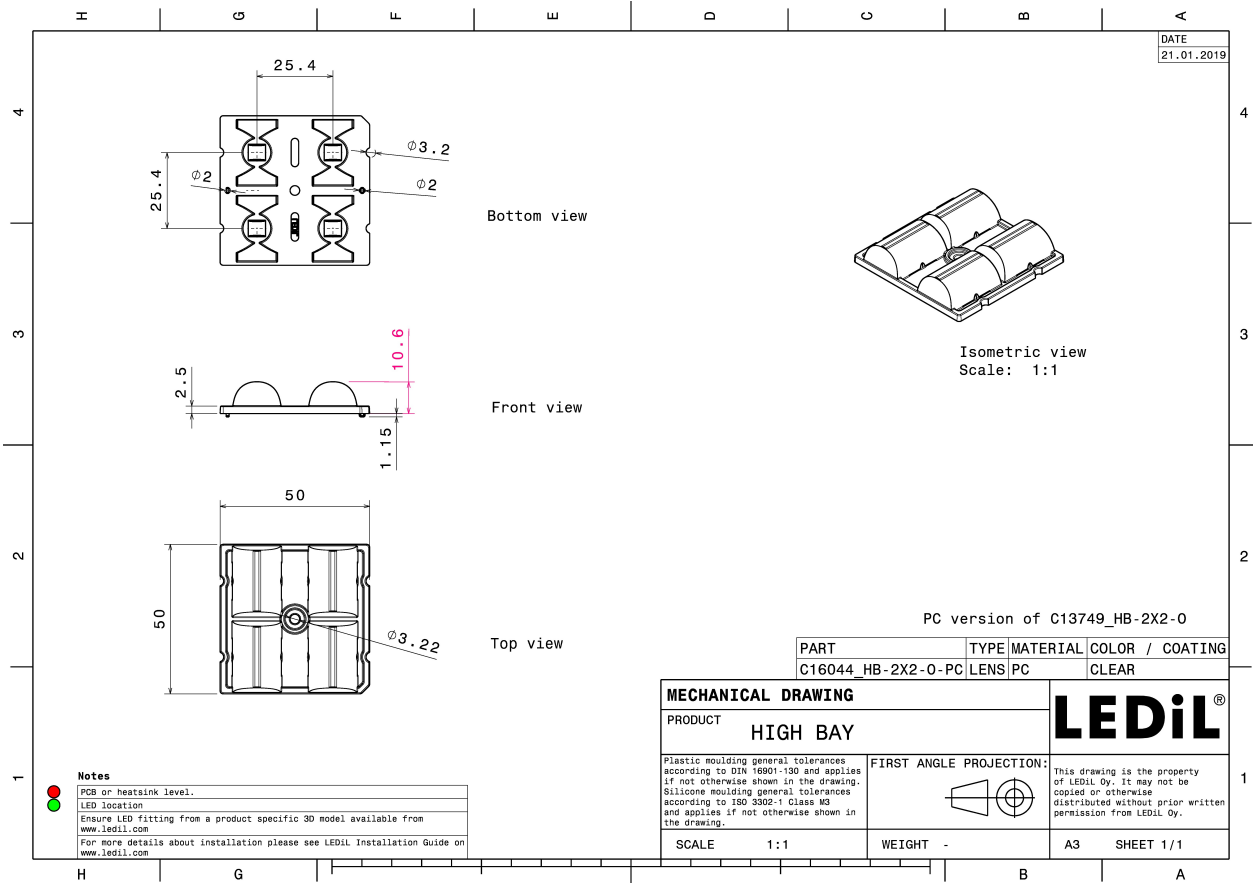 H G F E D C B A
DATE
21.01.2019
25.4
4
4
⌀3.2
25.4
⌀2
⌀2
Bottom view
3
3
10.6
Isometric view
Scale: 1:1
2.5
Front view
1.15
50
2
2
50
⌀3.22
Top view
PC version of C13749_HB-2X2-O
PART TYPE MATERIAL COLOR / COATING
C16044_HB-2X2-O-PC LENS PC CLEAR
MECHANICAL DRAWING
PRODUCT
HIGH BAY
LEDiL®
Plastic moulding general tolerances
according to DIN 16901-130 and applies
if not otherwise shown in the drawing.
Silicone moulding general tolerances
according to ISO 3302-1 Class M3
and applies if not otherwise shown in
the drawing.
FIRST ANGLE PROJECTION:
This drawing is the property
of LEDiL Oy. It may not be
copied or otherwise
distributed without prior written
permission from LEDiL Oy.
1
1
Notes
PCB or heatsink level.
LED location
Ensure LED fitting from a product specific 3D model available from
www.ledil.com
For more details about installation please see LEDiL Installation Guide on
www.ledil.com
SCALE 1:1
WEIGHT -
A3 SHEET 1/1
H G B A